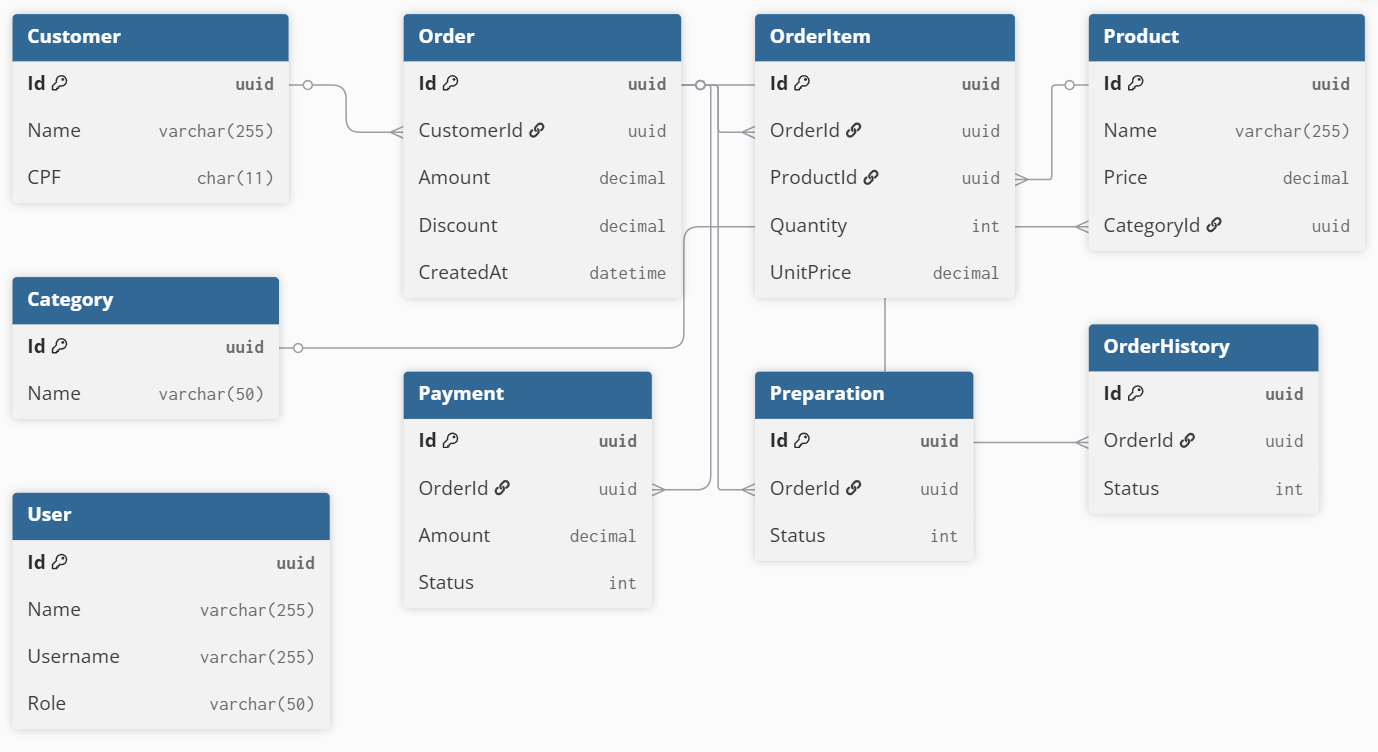 Customer
Id uuid
Name varchar(255)
CPF char(11)
Order
Id uuid
CustomerId uuid
Amount decimal
Discount decimal
CreatedAt datetime
OrderItem
Id uuid
OrderId uuid
ProductId uuid
Quantity int
UnitPrice decimal
Product
Id uuid
Name varchar(255)
Price decimal
CategoryId uuid
Category
Id uuid
Name varchar(50)
Payment
Id uuid
OrderId uuid
Amount decimal
Status int
Preparation
Id uuid
OrderId uuid
Status int
OrderHistory
Id uuid
OrderId uuid
Status int
User
Id uuid
Name varchar(255)
Username varchar(255)
Role varchar(50)